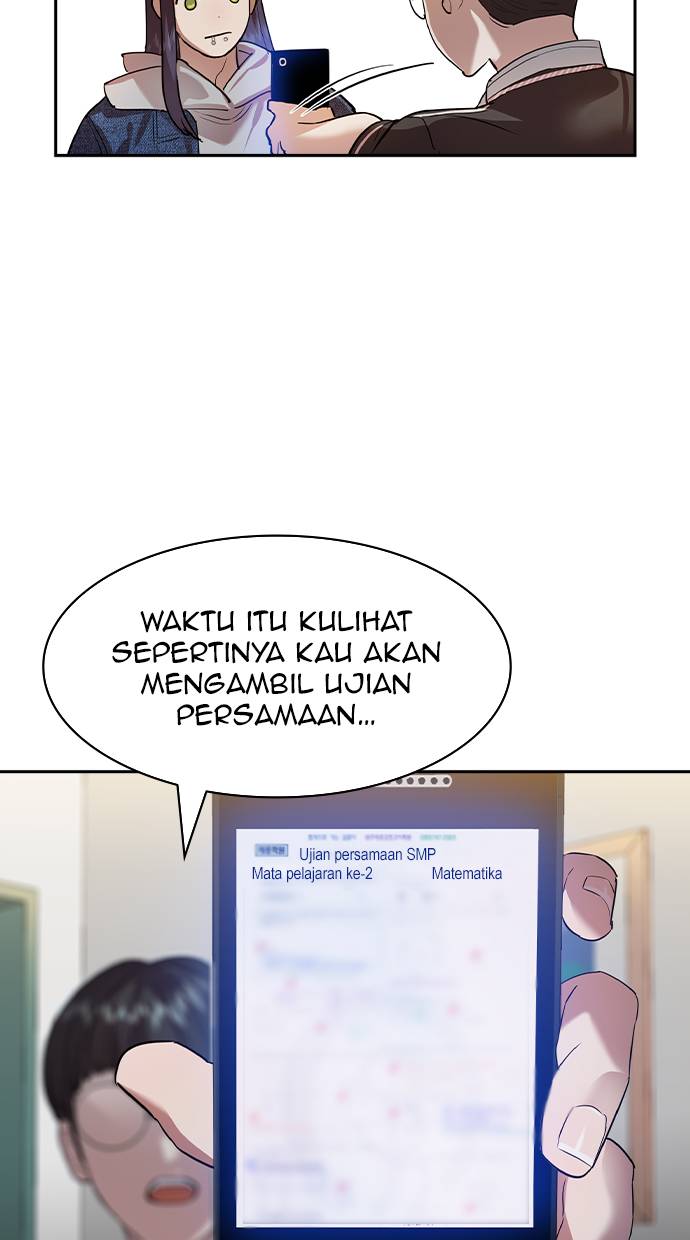 WAKTU ITU KULIHAT
SEPERTINYA KAU AKAN
MENGAMBIL UJIAN
PERSAMAAN...
Ujian persamaan SMP
Mata pelajaran ke-2 Matematika